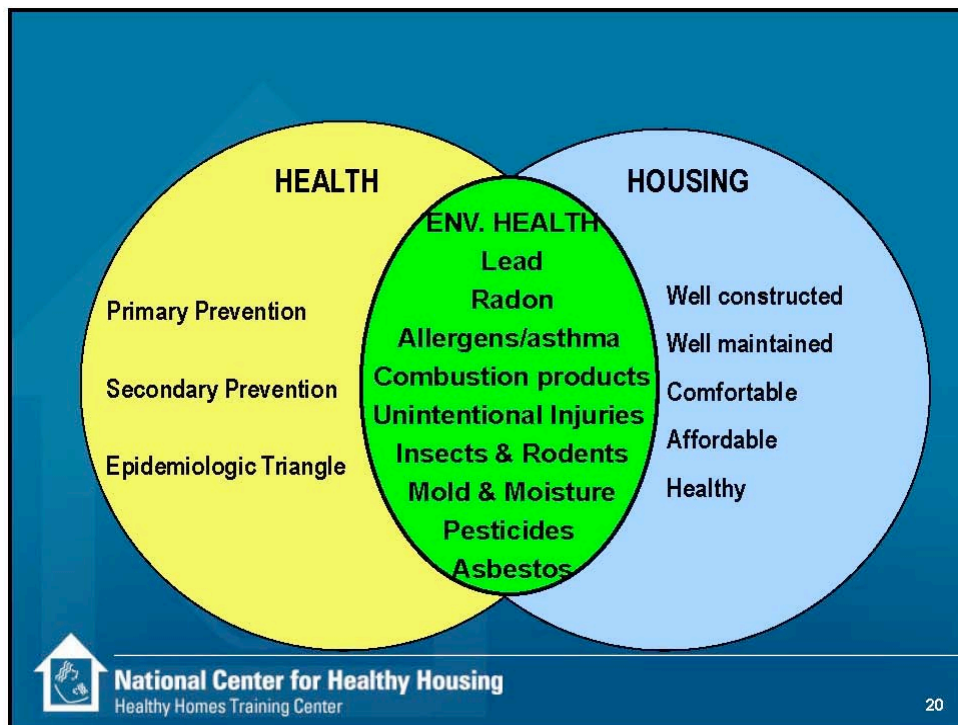 HEALTH
Primary Prevention
Secondary Prevention
Epidemiologic Triangle
ENV. HEALTH
Lead
Radon
Allergens/asthma
Combustion products
Unintentional Injuries
Insects & Rodents
Mold & Moisture
Pesticides
Asbestos
HOUSING
Well constructed
Well maintained
Comfortable
Affordable
Healthy
National Center for Healthy Housing
Healthy Homes Training Center
20